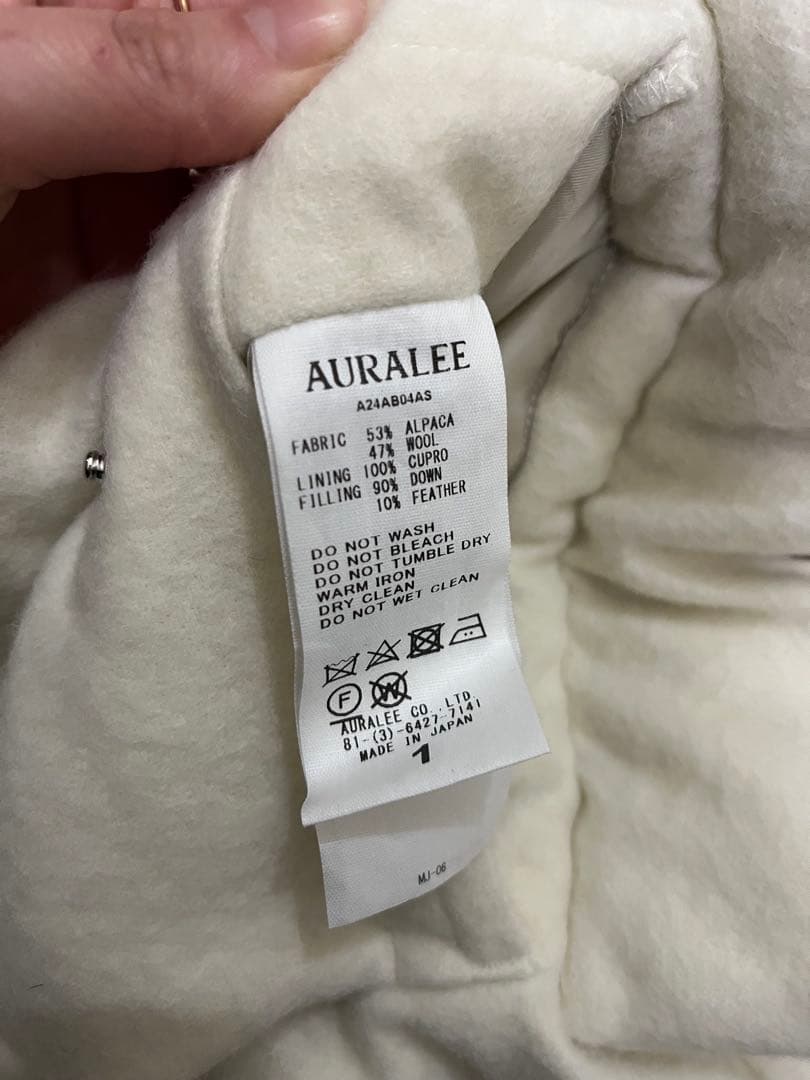 AURALEE
A24AB04AS
FABRIC 53% ALPACA
47% WOOL
LINING 100% CUPRO
FILLING 90% DOWN
10% FEATHER
DO NOT WASH
DO NOT BLEACH
DO NOT TUMBLE DRY
WARM IRON
DRY CLEAN
DO NOT WET CLEAN
F W
AURALEE CO.,LTD.
81-(3)-6427-7141
MADE IN JAPAN
1
MJ-06